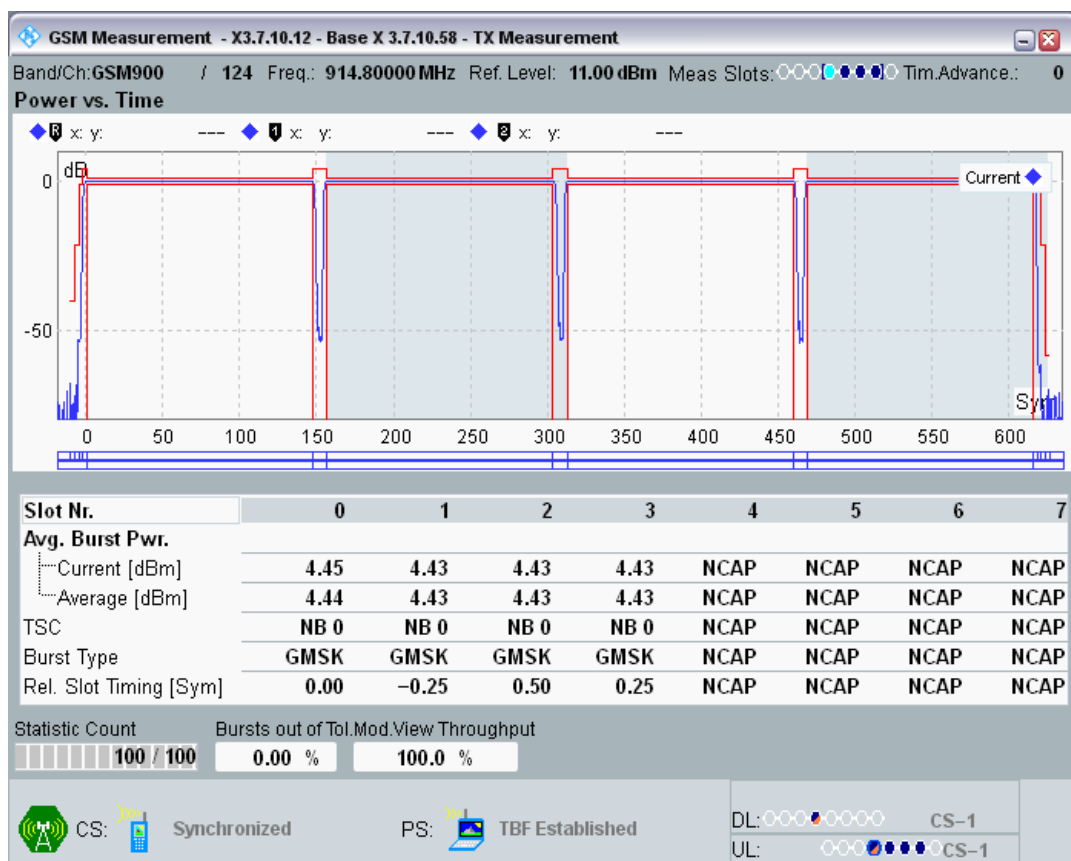 GSM Measurement - X3.7.10.12 - Base X 3.7.10.58 - TX Measurement
Band/Ch:GSM900 / 124 Freq.: 914.80000 MHz Ref. Level: 11.00 dBm Meas Slots: Tim.Advance.: 0
Power vs. Time
R x: y: --- 1 x: y: --- 2 x: y: ---
dB
Current
0
-50
Sym
0 50 100 150 200 250 300 350 400 450 500 550 600
Slot Nr. 0 1 2 3 4 5 6 7
Avg. Burst Pwr.
Current [dBm] 4.45 4.43 4.43 4.43 NCAP NCAP NCAP NCAP
Average [dBm] 4.44 4.43 4.43 4.43 NCAP NCAP NCAP NCAP
TSC NB 0 NB 0 NB 0 NB 0 NCAP NCAP NCAP NCAP
Burst Type GMSK GMSK GMSK GMSK NCAP NCAP NCAP NCAP
Rel. Slot Timing [Sym] 0.00 −0.25 0.50 0.25 NCAP NCAP NCAP NCAP
Statistic Count Bursts out of Tol. Mod.View Throughput
100 / 100 0.00 % 100.0 %
CS: Synchronized PS: TBF Established DL: CS−1
UL: CS−1